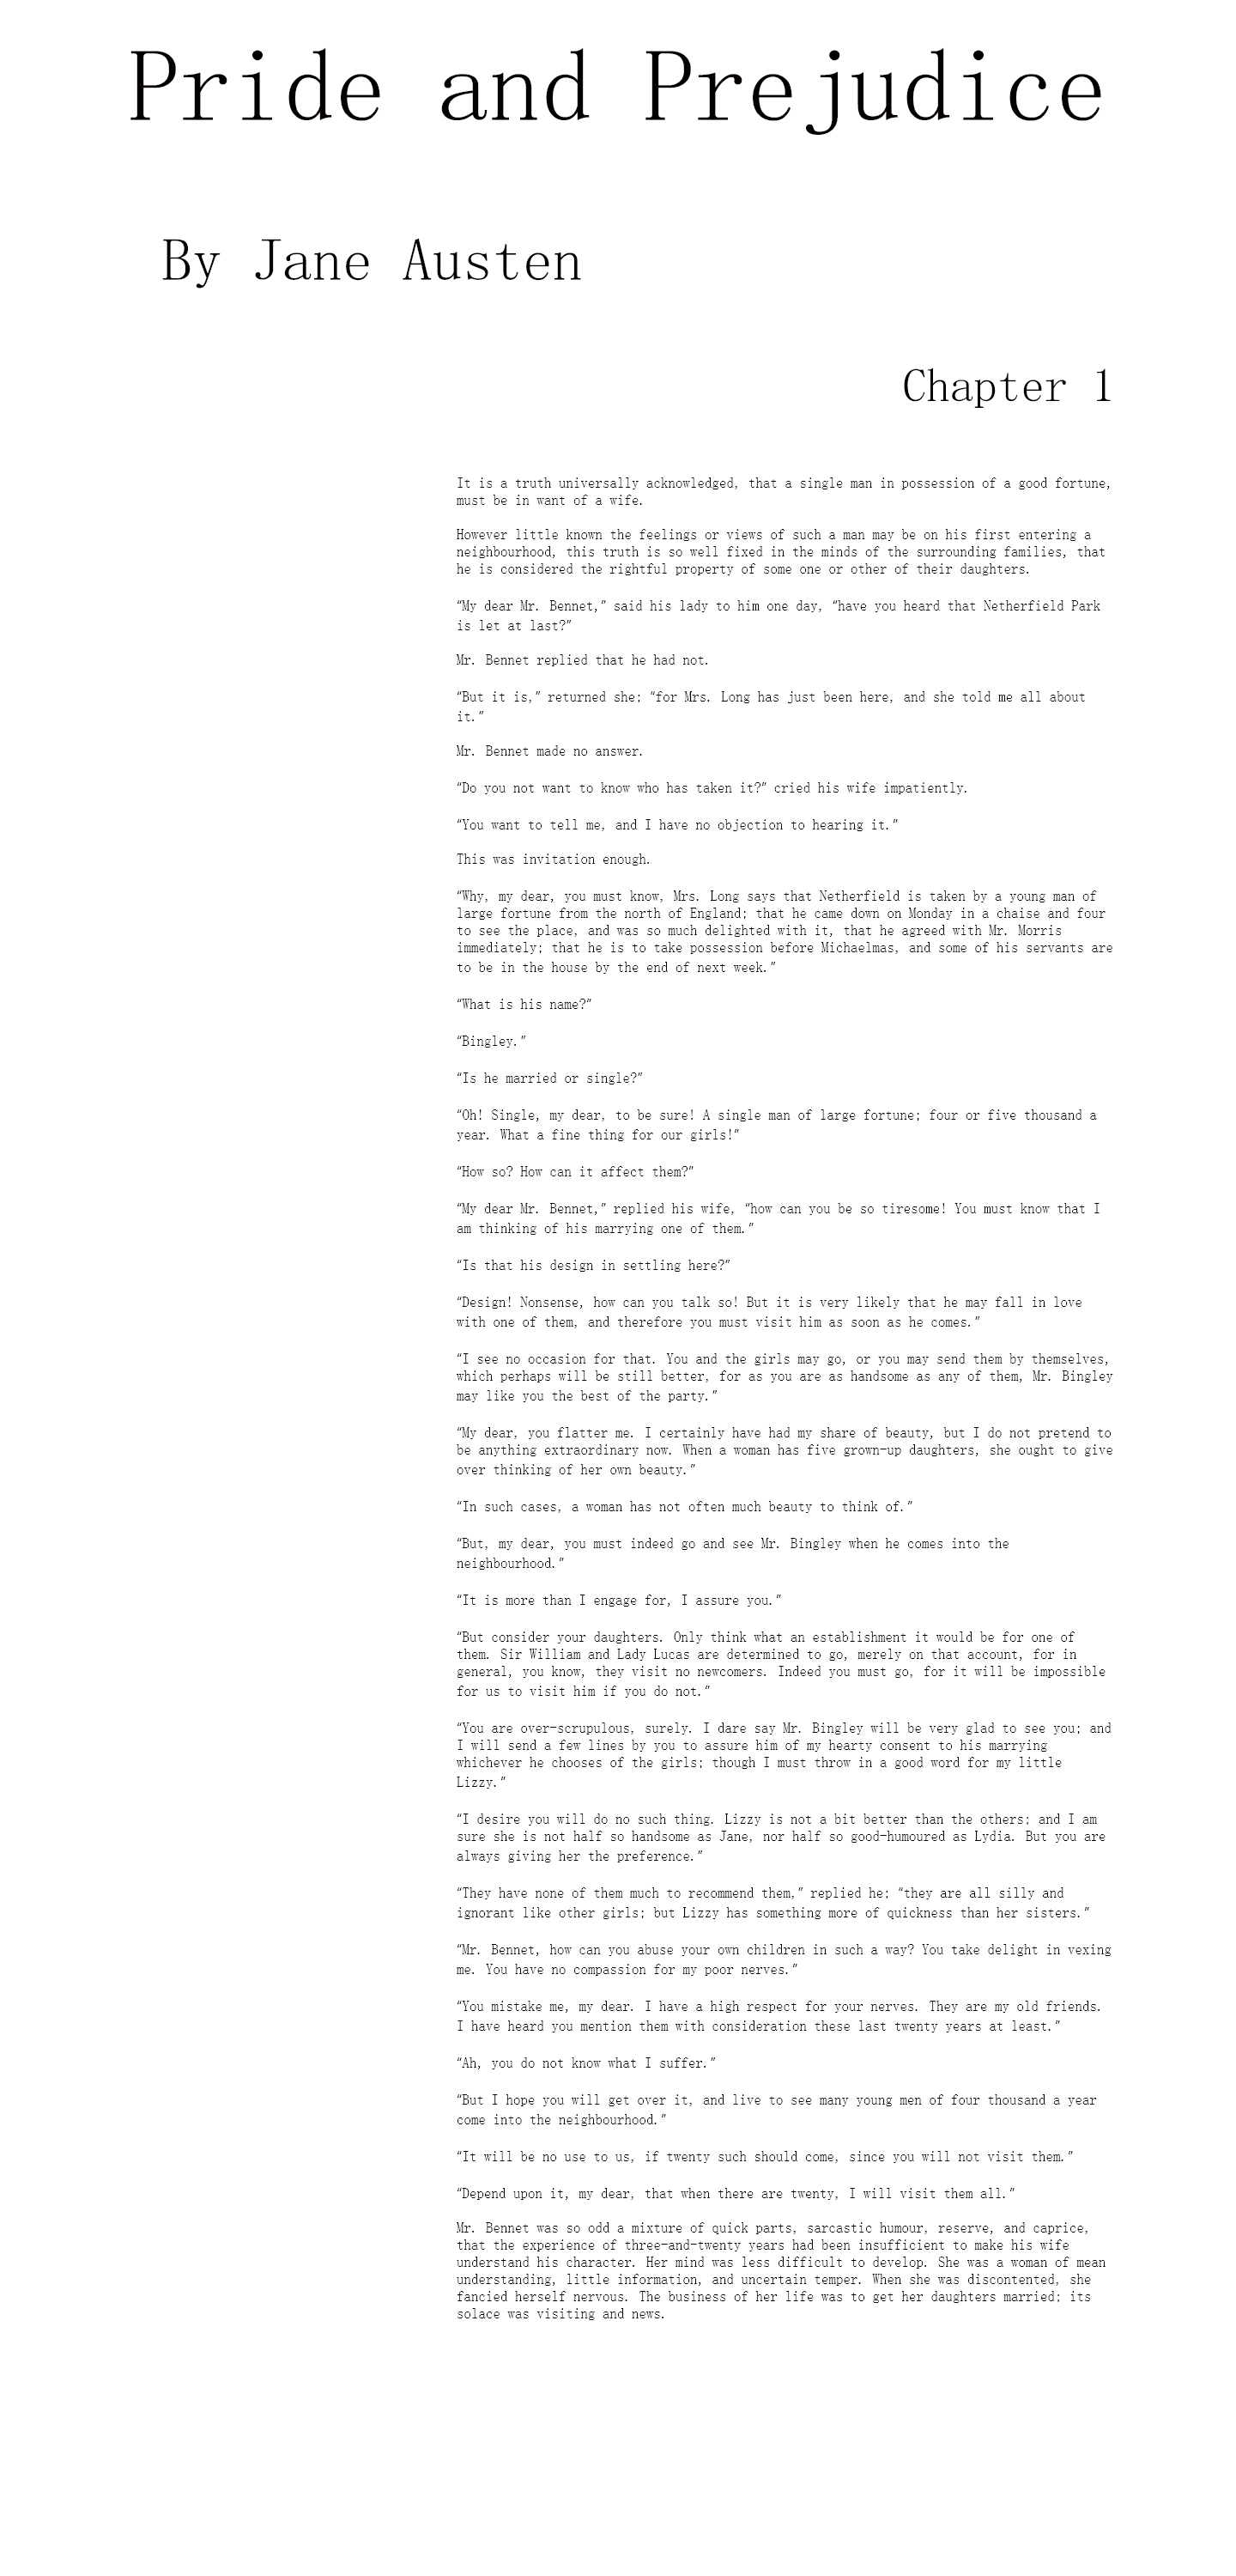 Pride and Prejudice
By Jane Austen
Chapter 1
It is a truth universally acknowledged, that a single man in possession of a good fortune,
must be in want of a wife.
However little known the feelings or views of such a man may be on his first entering a
neighbourhood, this truth is so well fixed in the minds of the surrounding families, that
he is considered the rightful property of some one or other of their daughters.
“My dear Mr. Bennet,” said his lady to him one day, “have you heard that Netherfield Park
is let at last?”
Mr. Bennet replied that he had not.
“But it is,” returned she; “for Mrs. Long has just been here, and she told me all about
it.”
Mr. Bennet made no answer.
“Do you not want to know who has taken it?” cried his wife impatiently.
“You want to tell me, and I have no objection to hearing it.”
This was invitation enough.
“Why, my dear, you must know, Mrs. Long says that Netherfield is taken by a young man of
large fortune from the north of England; that he came down on Monday in a chaise and four
to see the place, and was so much delighted with it, that he agreed with Mr. Morris
immediately; that he is to take possession before Michaelmas, and some of his servants are
to be in the house by the end of next week.”
“What is his name?”
“Bingley.”
“Is he married or single?”
“Oh! Single, my dear, to be sure! A single man of large fortune; four or five thousand a
year. What a fine thing for our girls!”
“How so? How can it affect them?”
“My dear Mr. Bennet,” replied his wife, “how can you be so tiresome! You must know that I
am thinking of his marrying one of them.”
“Is that his design in settling here?”
“Design! Nonsense, how can you talk so! But it is very likely that he may fall in love
with one of them, and therefore you must visit him as soon as he comes.”
“I see no occasion for that. You and the girls may go, or you may send them by themselves,
which perhaps will be still better, for as you are as handsome as any of them, Mr. Bingley
may like you the best of the party.”
“My dear, you flatter me. I certainly have had my share of beauty, but I do not pretend to
be anything extraordinary now. When a woman has five grown-up daughters, she ought to give
over thinking of her own beauty.”
“In such cases, a woman has not often much beauty to think of.”
“But, my dear, you must indeed go and see Mr. Bingley when he comes into the
neighbourhood.”
“It is more than I engage for, I assure you.”
“But consider your daughters. Only think what an establishment it would be for one of
them. Sir William and Lady Lucas are determined to go, merely on that account, for in
general, you know, they visit no newcomers. Indeed you must go, for it will be impossible
for us to visit him if you do not.”
“You are over-scrupulous, surely. I dare say Mr. Bingley will be very glad to see you; and
I will send a few lines by you to assure him of my hearty consent to his marrying
whichever he chooses of the girls; though I must throw in a good word for my little
Lizzy.”
“I desire you will do no such thing. Lizzy is not a bit better than the others; and I am
sure she is not half so handsome as Jane, nor half so good-humoured as Lydia. But you are
always giving her the preference.”
“They have none of them much to recommend them,” replied he; “they are all silly and
ignorant like other girls; but Lizzy has something more of quickness than her sisters.”
“Mr. Bennet, how can you abuse your own children in such a way? You take delight in vexing
me. You have no compassion for my poor nerves.”
“You mistake me, my dear. I have a high respect for your nerves. They are my old friends.
I have heard you mention them with consideration these last twenty years at least.”
“Ah, you do not know what I suffer.”
“But I hope you will get over it, and live to see many young men of four thousand a year
come into the neighbourhood.”
“It will be no use to us, if twenty such should come, since you will not visit them.”
“Depend upon it, my dear, that when there are twenty, I will visit them all.”
Mr. Bennet was so odd a mixture of quick parts, sarcastic humour, reserve, and caprice,
that the experience of three-and-twenty years had been insufficient to make his wife
understand his character. Her mind was less difficult to develop. She was a woman of mean
understanding, little information, and uncertain temper. When she was discontented, she
fancied herself nervous. The business of her life was to get her daughters married; its
solace was visiting and news.